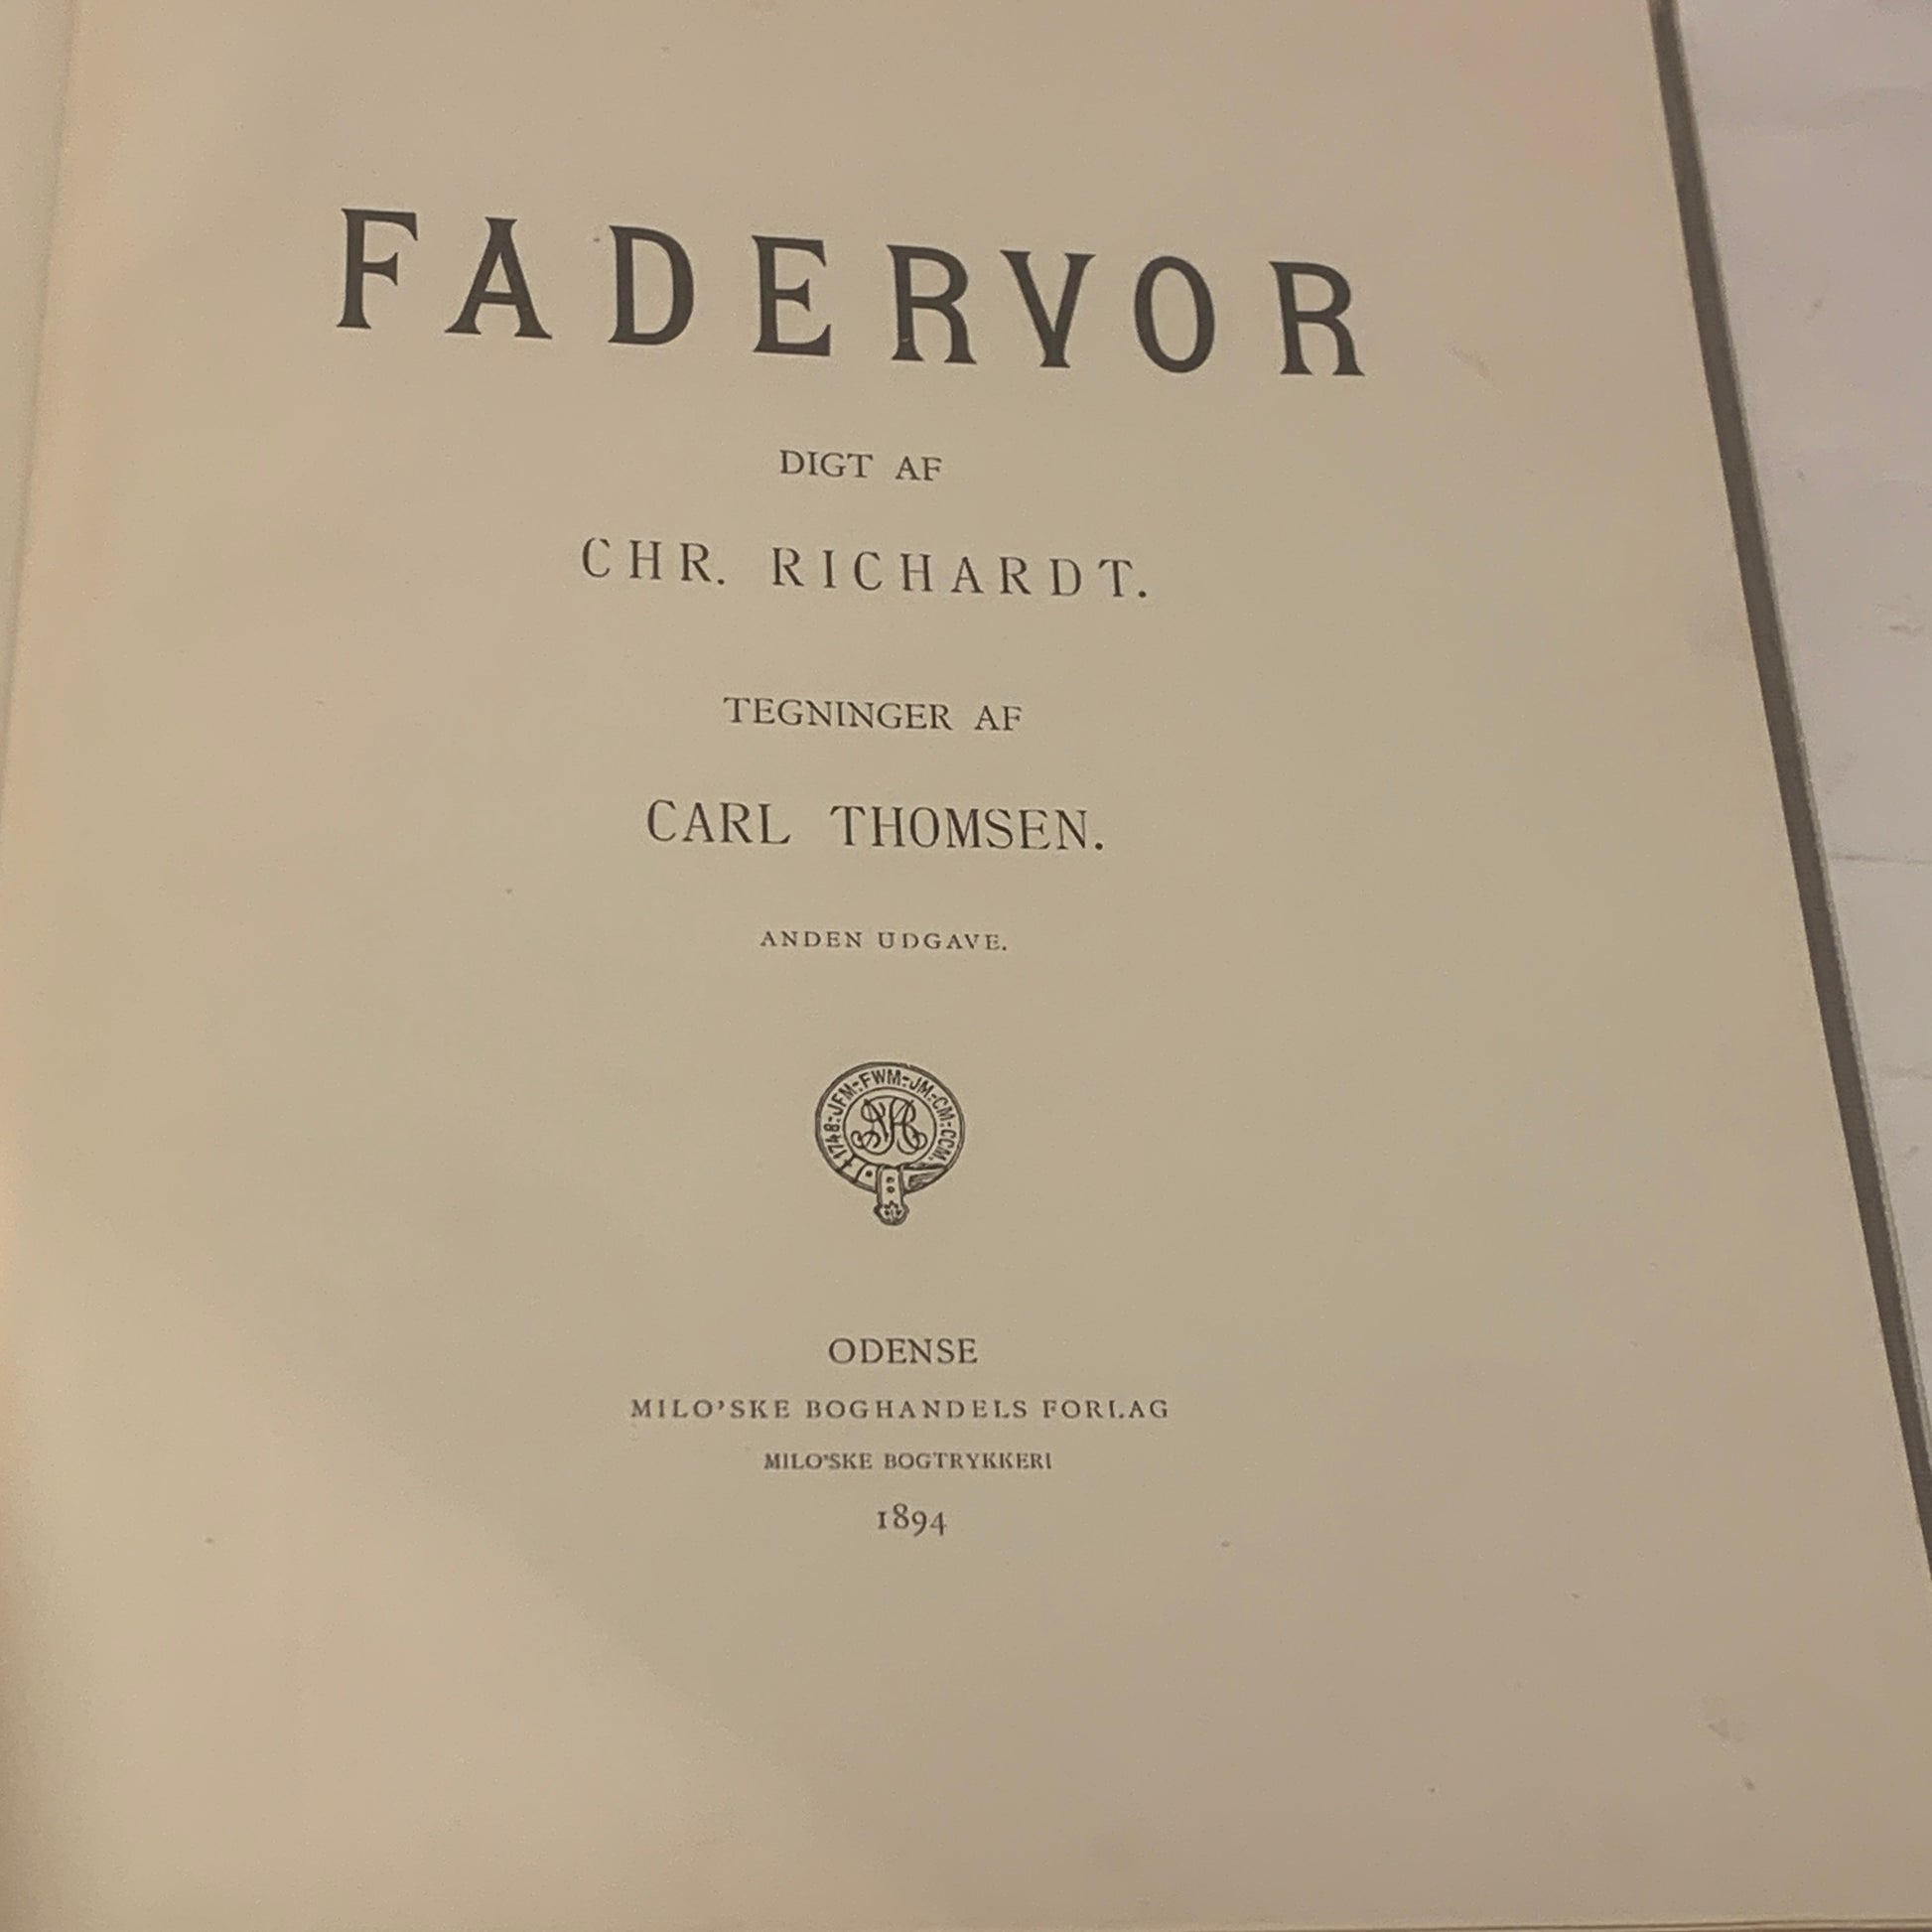 FADERVOR
DIGT AF
CHR. RICHARDT.
TEGNINGER AF
CARL THOMSEN.
ANDEN UDGAVE.
1748-JFM-FWM-JM-CM-CCM.
ODENSE
MILO'SKE BOGHANDELS FORLAG
MILO'SKE BOGTRYKKERI
1894